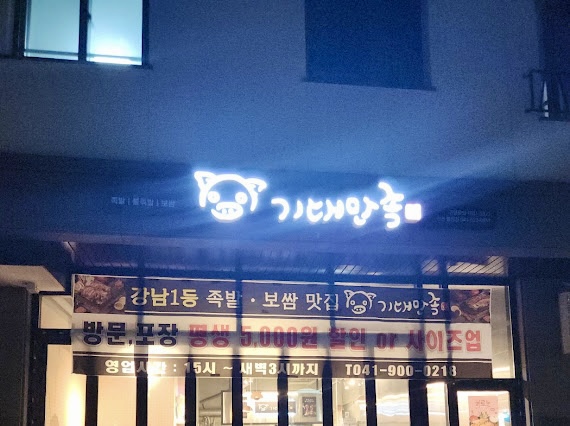 기대만족
강남1등 족발·보쌈 맛집 기대만족
방문,포장 평생 5,000원 할인 or 사이즈업
영업시간 : 15시 ~ 새벽3시까지 T041-900-0218